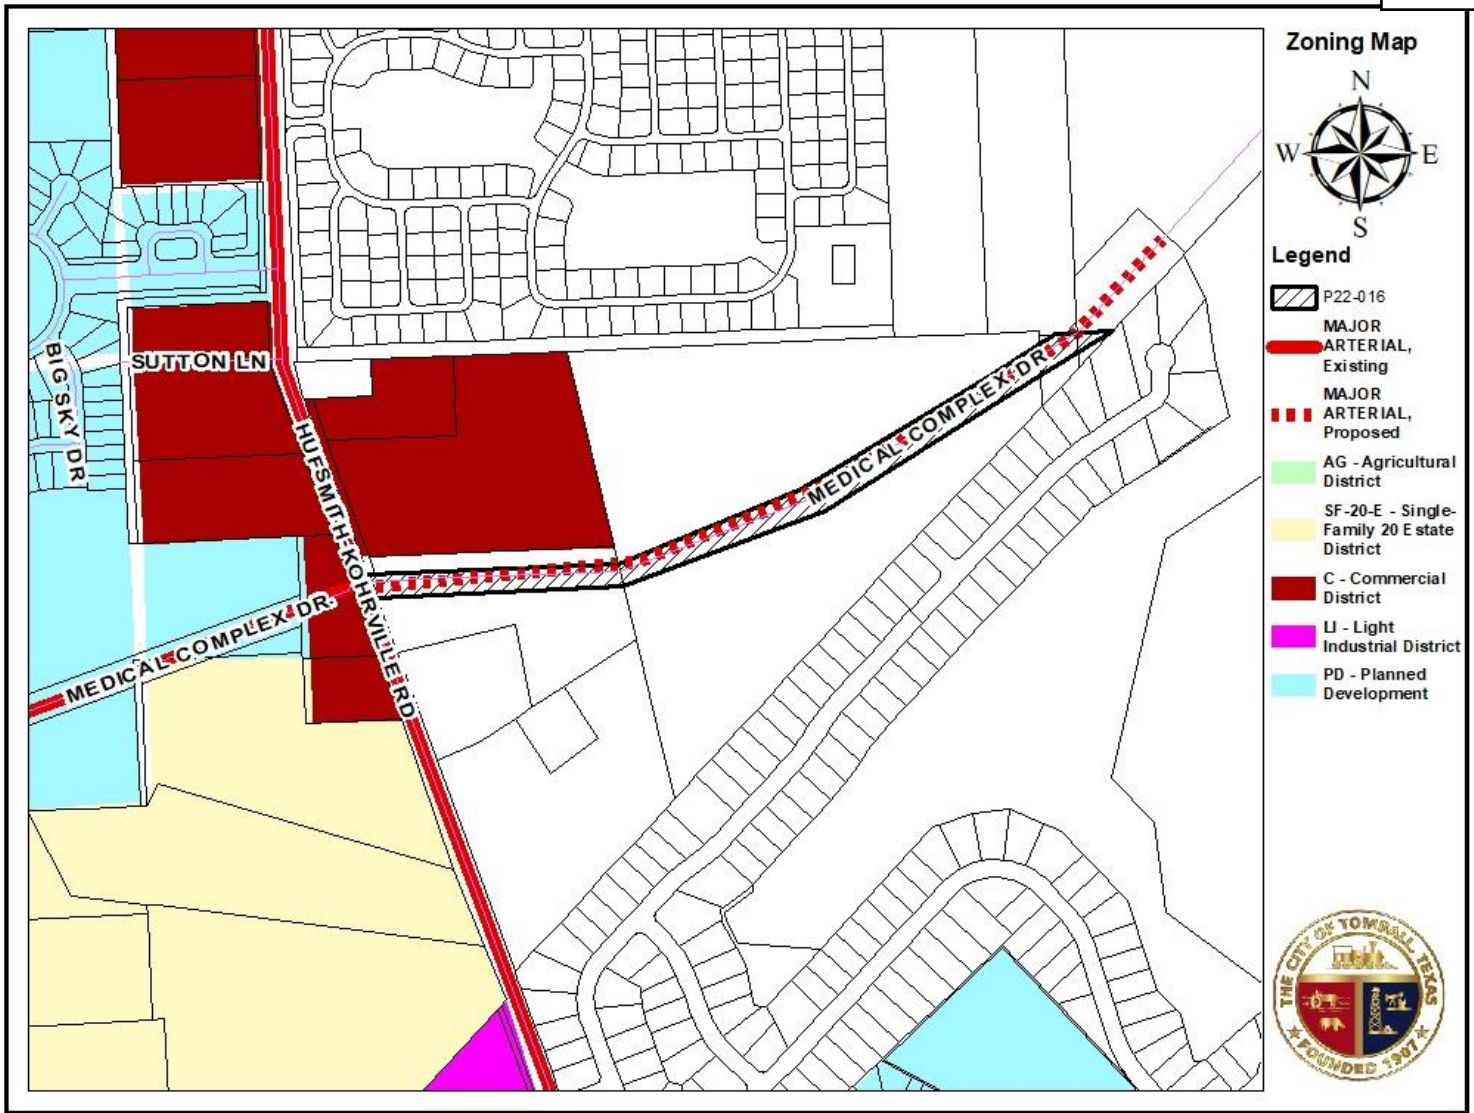 Zoning Map
N
W
E
S
Legend
P22-016
MAJOR
ARTERIAL,
Existing
MAJOR
ARTERIAL,
Proposed
AG - Agricultural
District
SF-20-E - Single-
Family 20 Estate
District
C - Commercial
District
LI - Light
Industrial District
PD - Planned
Development
SUTTON LN
BIG SKY DR
HUFSMITH-KOHRVILLE RD
MEDICAL COMPLEX DR
MEDICAL COMPLEX DR
THE CITY OF TOMBALL, TEXAS
FOUNDED 1907